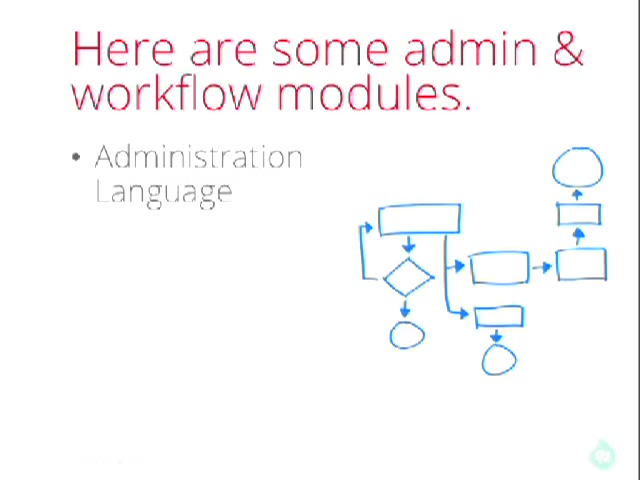 Here are some admin &
workflow modules.
• Administration
Language